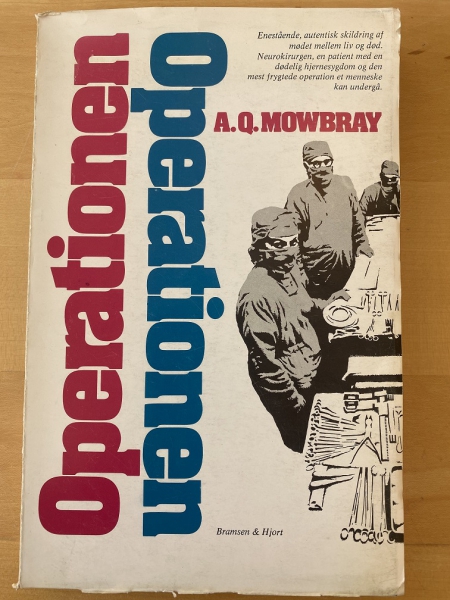 Enestående, autentisk skildring af
mødet mellem liv og død.
Neurokirurgen, en patient med en
dødelig hjernesygdom og den
mest frygtede operation et menneske
kan undergå.
A.Q. MOWBRAY
Operationen
Operationen
Bramsen & Hjort